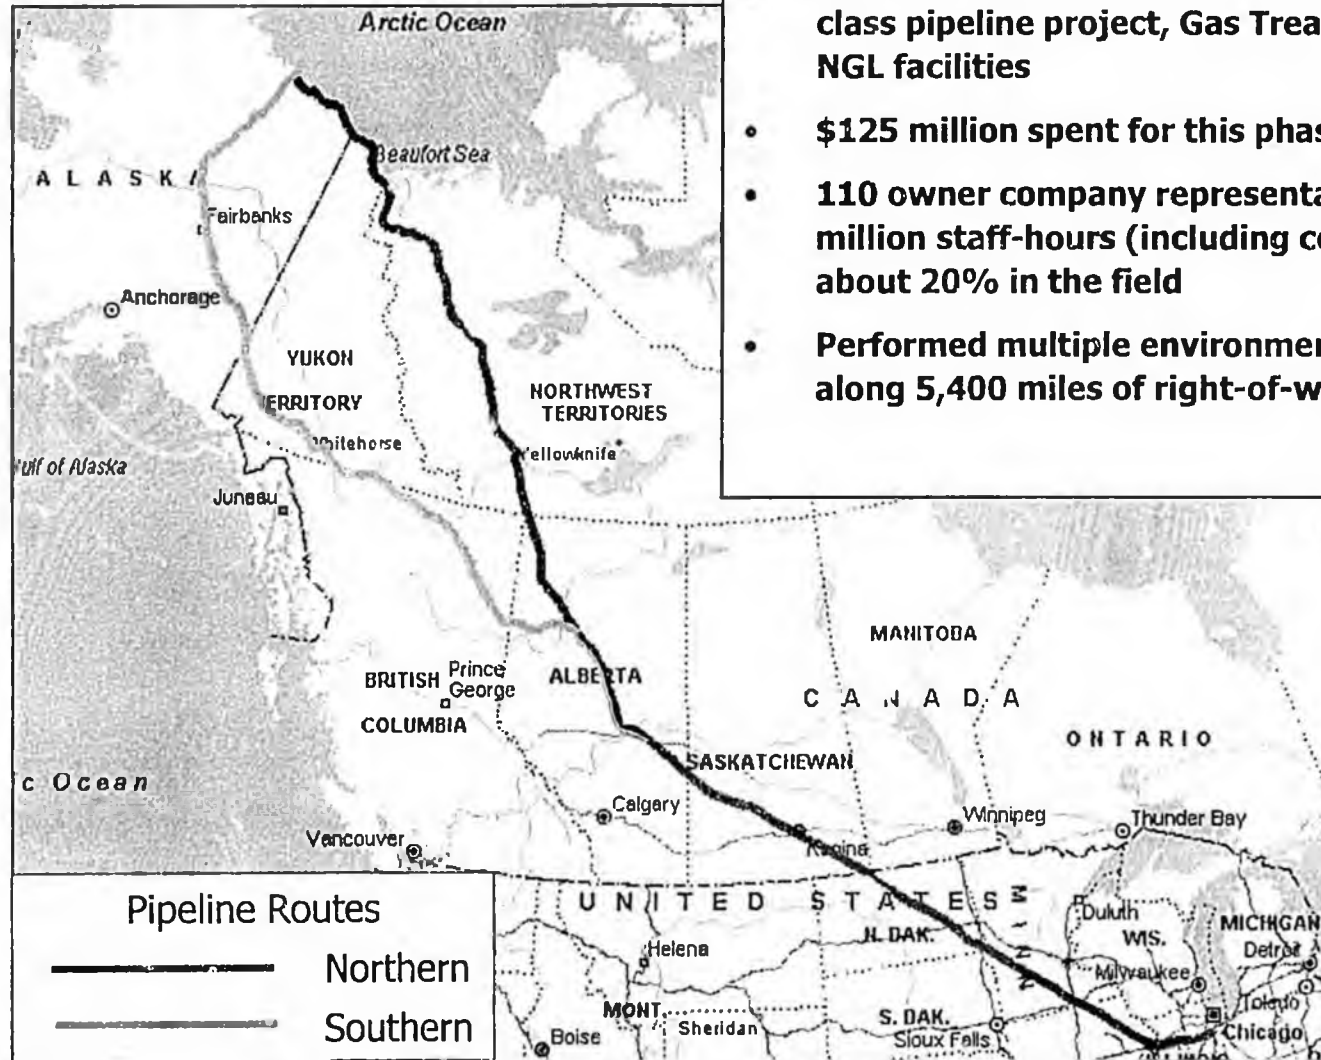 class pipeline project, Gas Trea
NGL facilities
• $125 million spent for this phas
• 110 owner company representa
million staff-hours (including co
about 20% in the field
• Performed multiple environmen
along 5,400 miles of right-of-w
Arctic Ocean
Beaufort Sea
ALASKA
Fairbanks
Anchorage
YUKON
TERRITORY
NORTHWEST
TERRITORIES
Whitehorse
Yellowknife
Gulf of Alaska
Juneau
MANITOBA
BRITISH
COLUMBIA
Prince
George
ALBERTA
CANADA
ONTARIO
SASKATCHEWAN
c Ocean
Calgary
Winnipeg
Thunder Bay
Vancouver
Regina
UNITED STATES
MINN
Duluth
MICHIGAN
Helena
N. DAK.
WIS.
Detroit
Milwaukee
Toledo
MONT.
Sheridan
S. DAK.
Sioux Falls
Chicago
Boise
Pipeline Routes
Northern
Southern